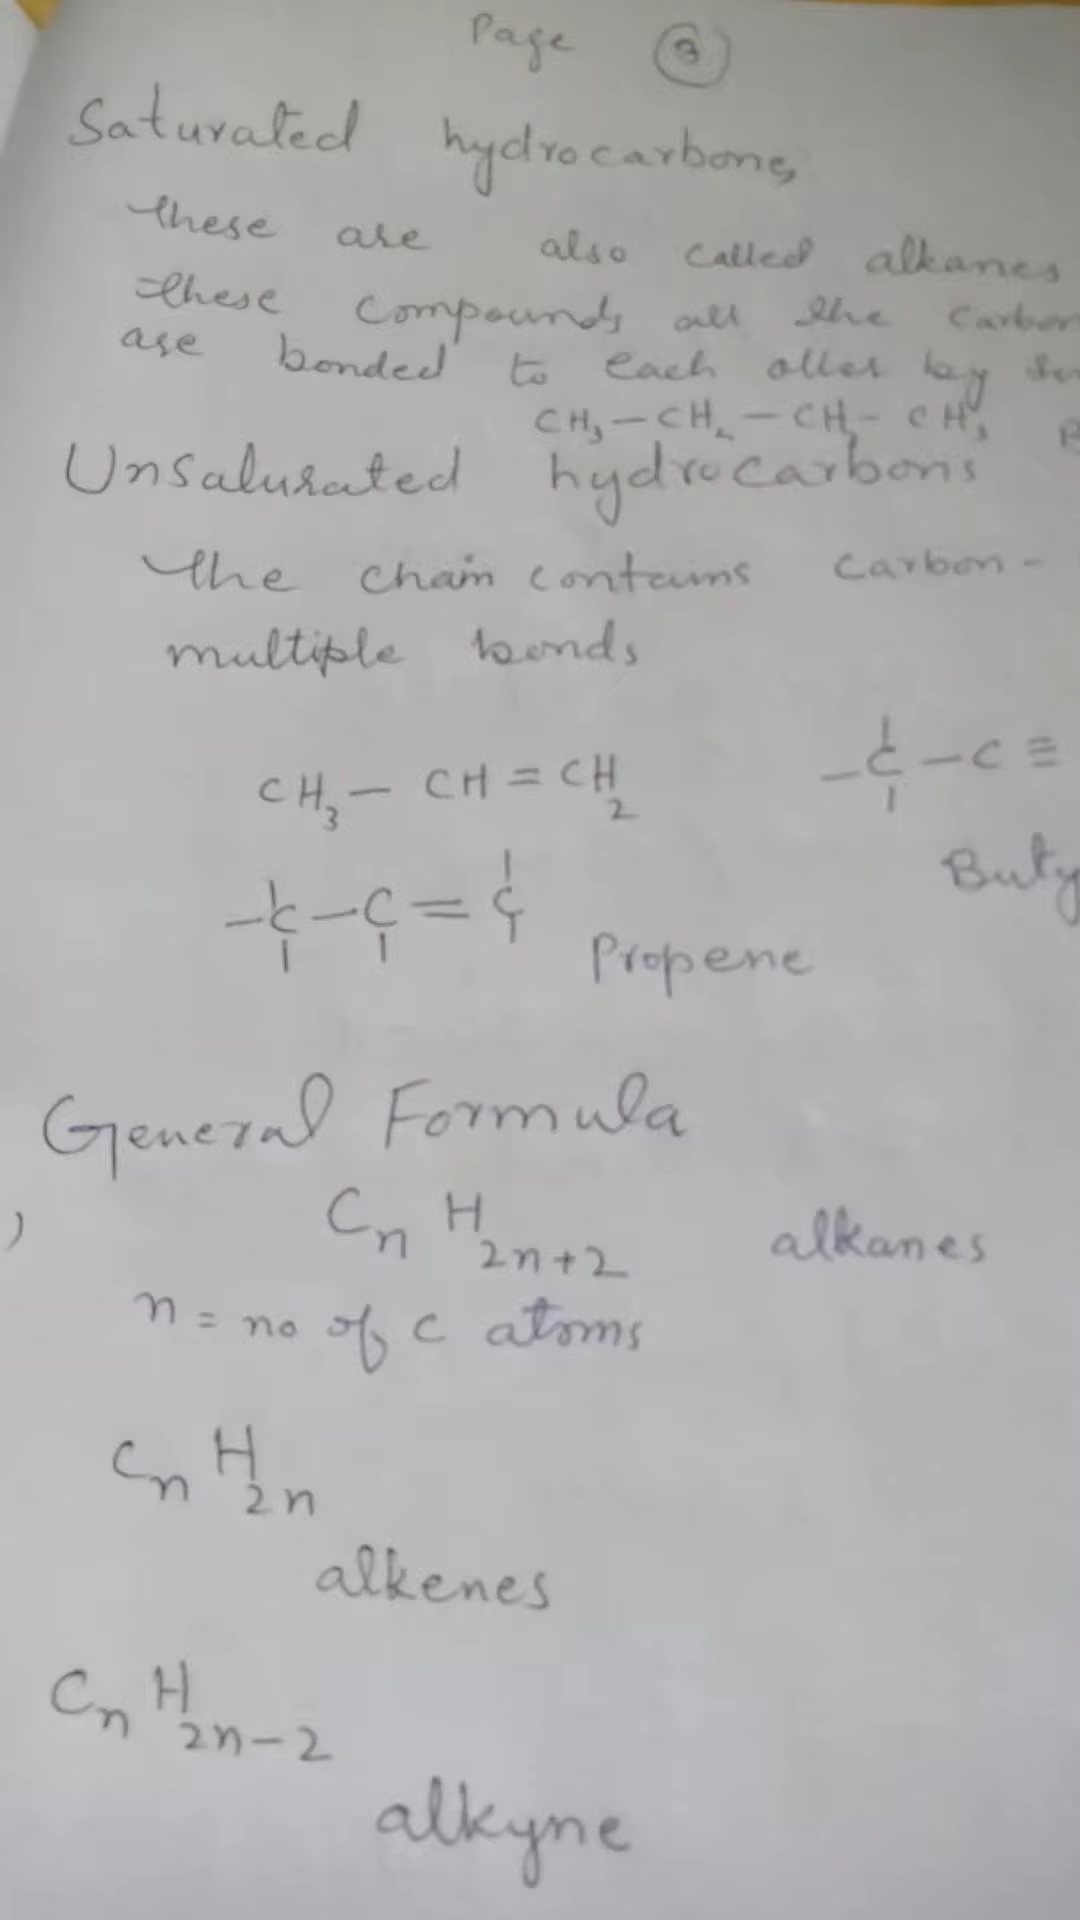 Page 3
Saturated hydrocarbons
these are also called alkanes
these compounds all the carbon
are bonded to each other by
CH3 – CH2 – CH2 – CH3
Unsaturated hydrocarbons
the chain contains carbon -
multiple bonds
CH3 – CH = CH2
– C – C ≡
Buty
– C – C = C
Propene
General Formula
) CnH2n+2 alkanes
n = no of c atoms
CnH2n
alkenes
CnH2n-2
alkyne